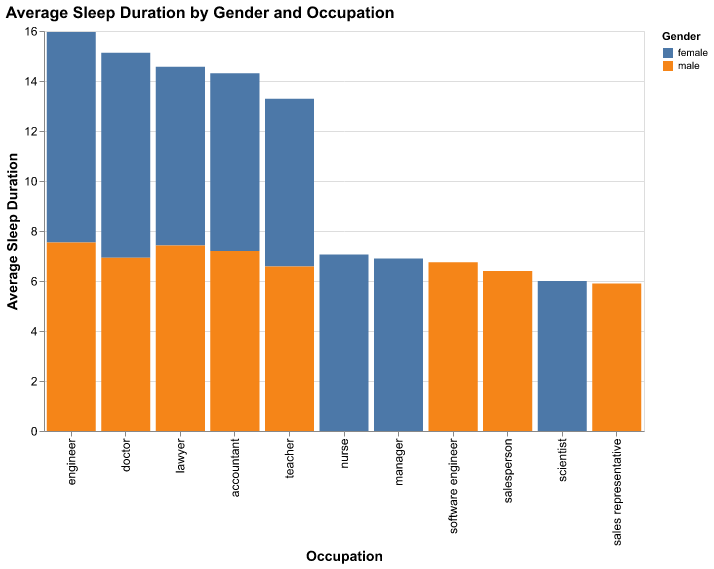 Average Sleep Duration by Gender and Occupation
Gender
female
male
Average Sleep Duration
16
14
12
10
8
6
4
2
0
engineer
doctor
lawyer
accountant
teacher
nurse
manager
software engineer
salesperson
scientist
sales representative
Occupation